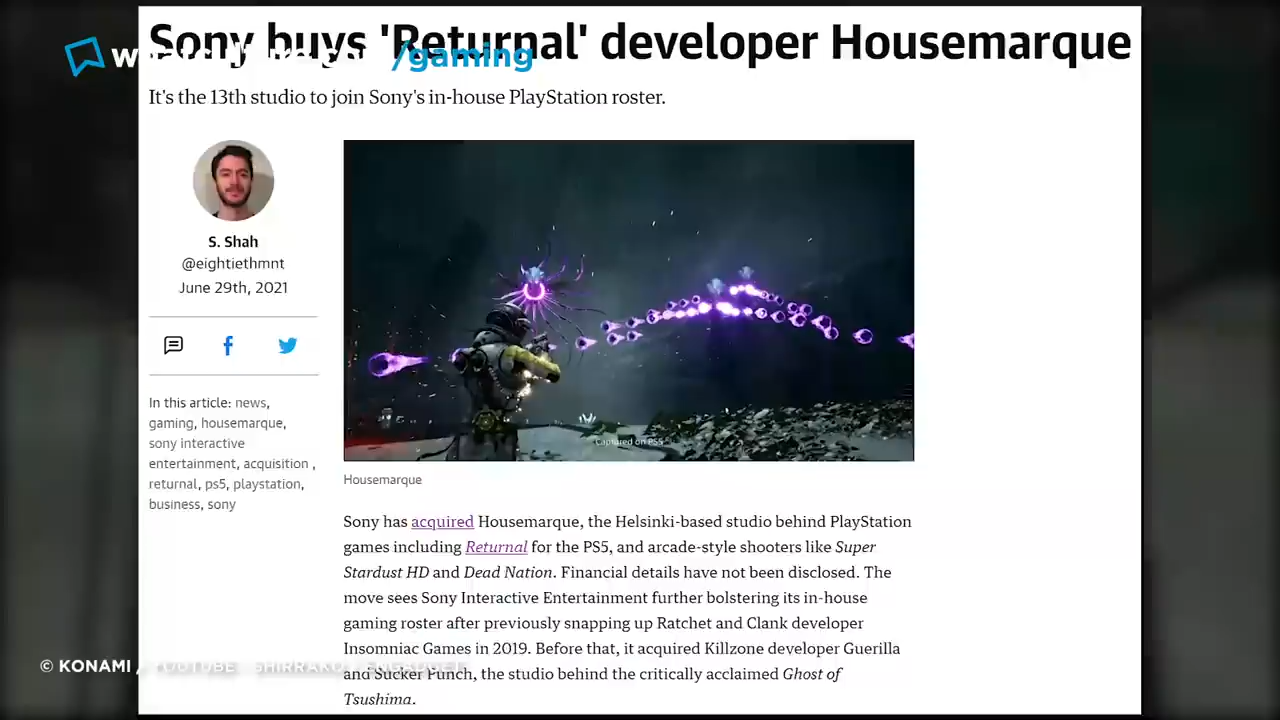 Sony buys 'Returnal' developer Housemarque
whatculture.com/gaming
It's the 13th studio to join Sony's in-house PlayStation roster.
S. Shah
@eightiethmnt
June 29th, 2021
In this article: news,
gaming, housemarque,
sony interactive
entertainment, acquisition ,
returnal, ps5, playstation,
business, sony
Captured on PS5
Housemarque
Sony has acquired Housemarque, the Helsinki-based studio behind PlayStation
games including Returnal for the PS5, and arcade-style shooters like Super
Stardust HD and Dead Nation. Financial details have not been disclosed. The
move sees Sony Interactive Entertainment further bolstering its in-house
gaming roster after previously snapping up Ratchet and Clank developer
Insomniac Games in 2019. Before that, it acquired Killzone developer Guerilla
and Sucker Punch, the studio behind the critically acclaimed Ghost of
Tsushima.
© KONAMI / YOUTUBE - SHIRRAKO / ENGADGET